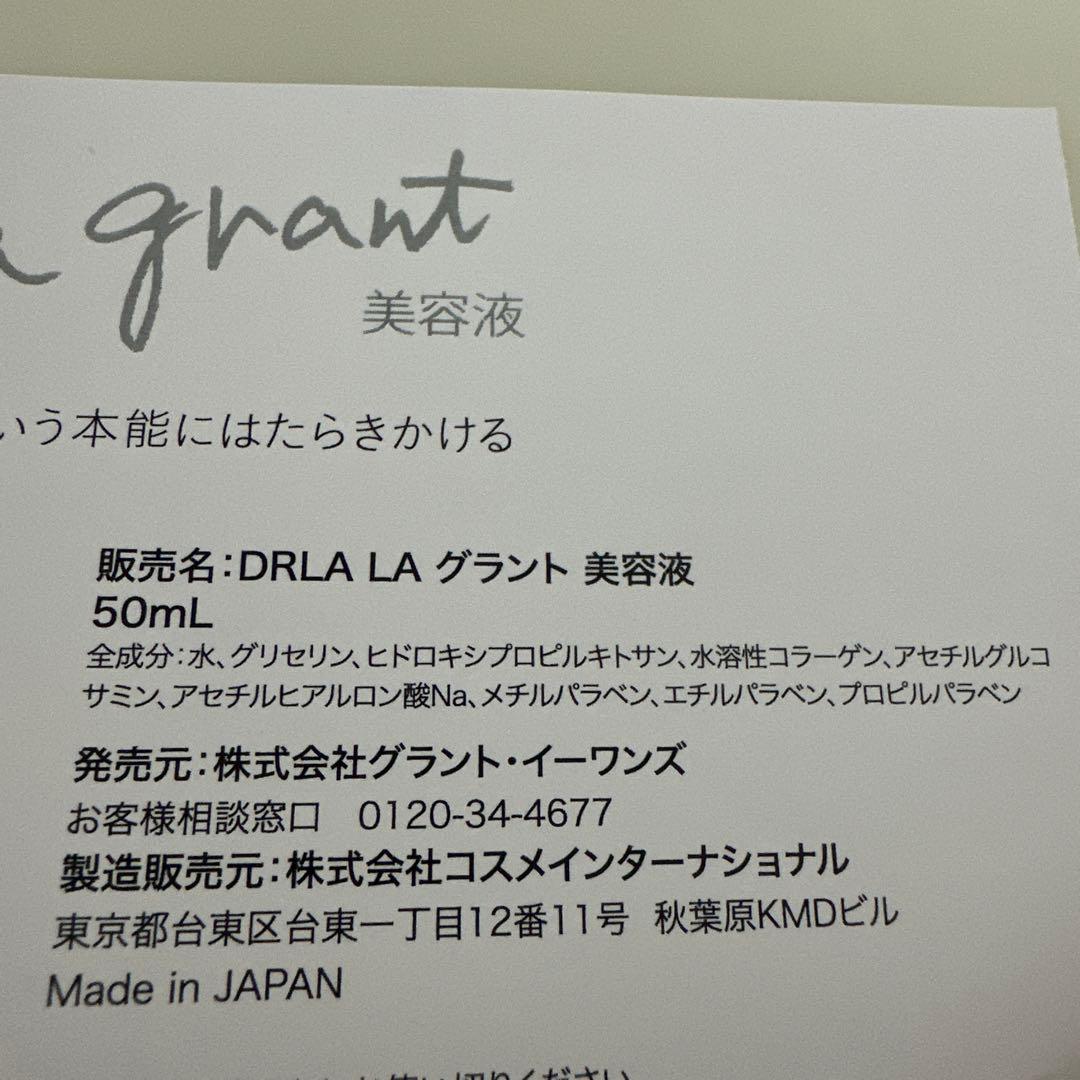 grant
美容液
いう本能にはたらきかける
販売名:DRLA LA グラント 美容液
50mL
全成分:水、グリセリン、ヒドロキシプロピルキトサン、水溶性コラーゲン、アセチルグルコ
サミン、アセチルヒアルロン酸Na、メチルパラベン、エチルパラベン、プロピルパラベン
発売元:株式会社グラント・イーワンズ
お客様相談窓口 0120-34-4677
製造販売元:株式会社コスメインターナショナル
東京都台東区台東一丁目12番11号 秋葉原KMDビル
Made in JAPAN
切りください